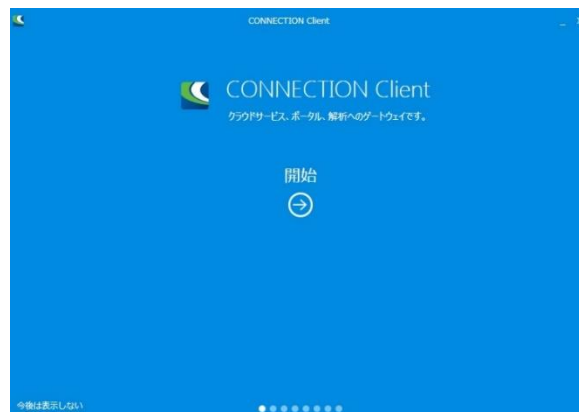 CONNECTION Client
CONNECTION Client
クラウドサービス、ポータル、解析へのゲートウェイです。
開始
今後は表示しない